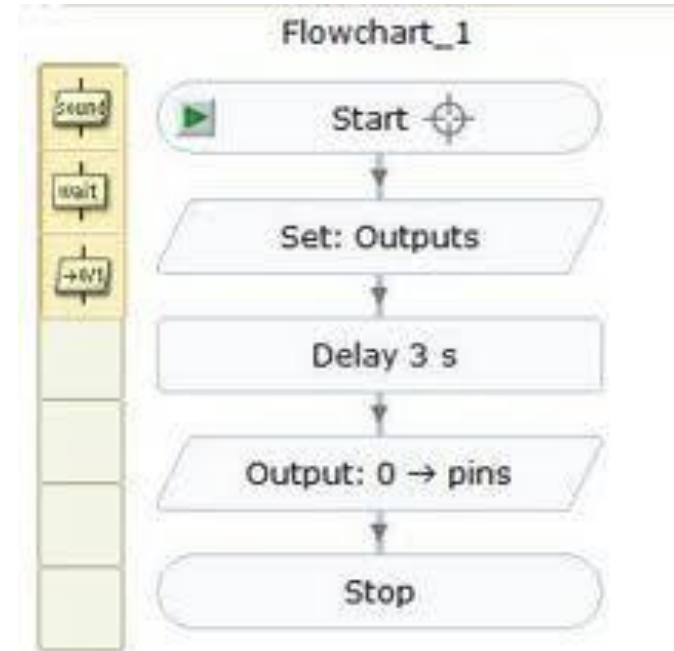 Flowchart_1
sound
Start
wait
Set: Outputs
→0/1
Delay 3 s
Output: 0 → pins
Stop